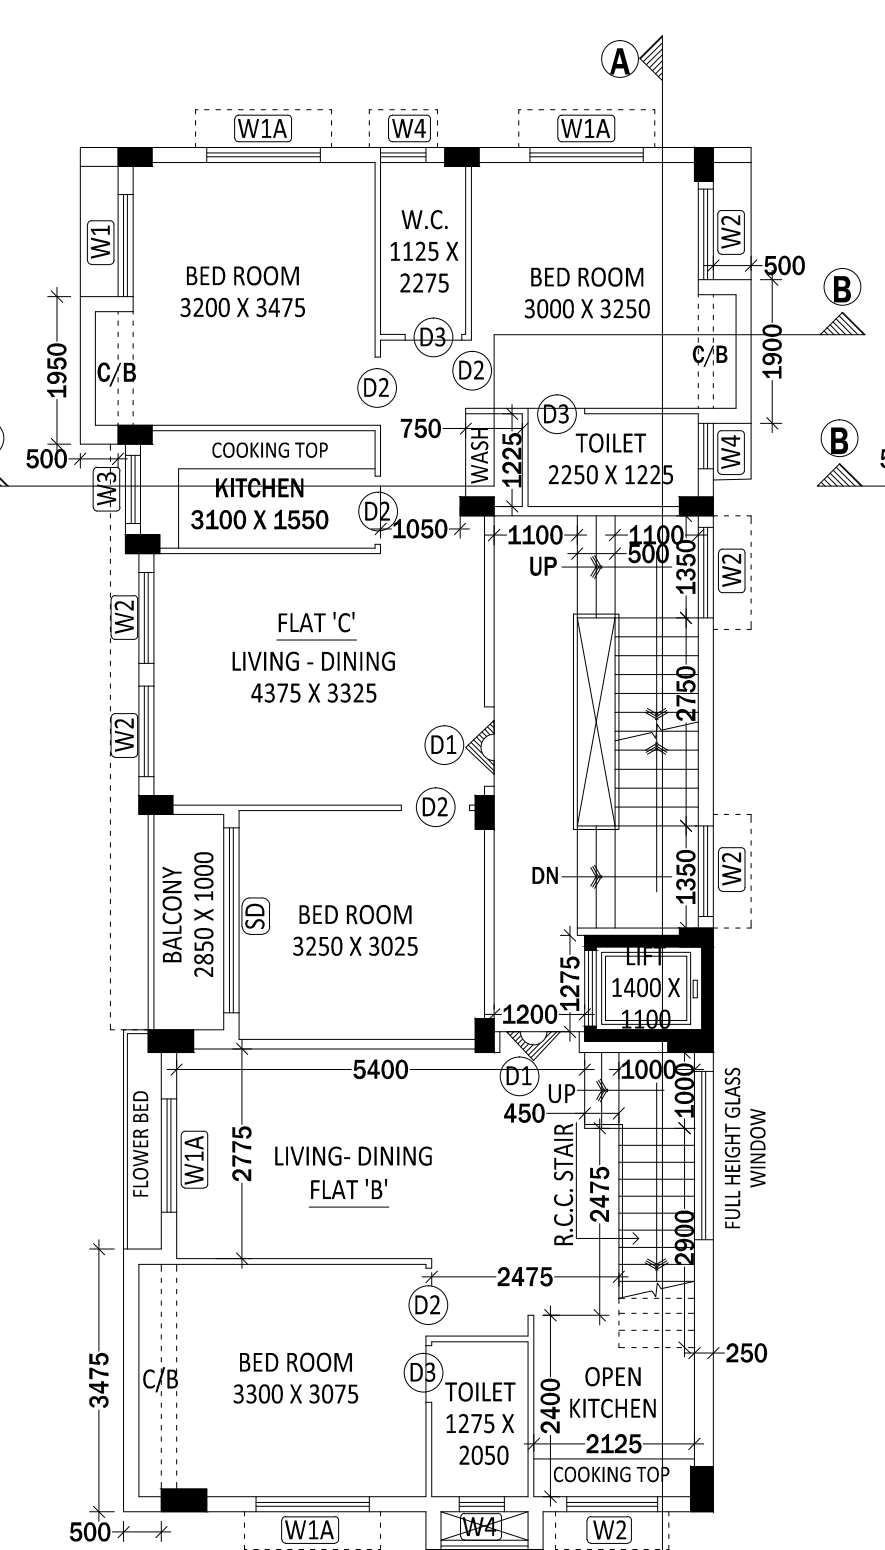 A
W1A
W4
W1A
W1
W.C.
1125 X
2275
W2
BED ROOM
3200 X 3475
BED ROOM
3000 X 3250
500
B
D3
1950
C/B
D2
D2
C/B
1900
D3
750
B
COOKING TOP
WASH
1225
TOILET
2250 X 1225
W4
500
W3
KITCHEN
3100 X 1550
D2
1050
1100
1100
500
1350
UP
W2
W2
FLAT 'C'
LIVING - DINING
4375 X 3325
2750
W2
D1
D2
BALCONY
2850 X 1000
SD
BED ROOM
3250 X 3025
DN
1350
W2
LIFT
1400 X
1100
1275
1200
5400
D1
UP
1000
1000
450
FLOWER BED
W1A
2775
LIVING- DINING
FLAT 'B'
R.C.C. STAIR
2475
2900
FULL HEIGHT GLASS
WINDOW
2475
D2
250
3475
C/B
BED ROOM
3300 X 3075
D3
TOILET
1275 X
2050
2400
OPEN
KITCHEN
2125
COOKING TOP
500
W1A
W4
W2